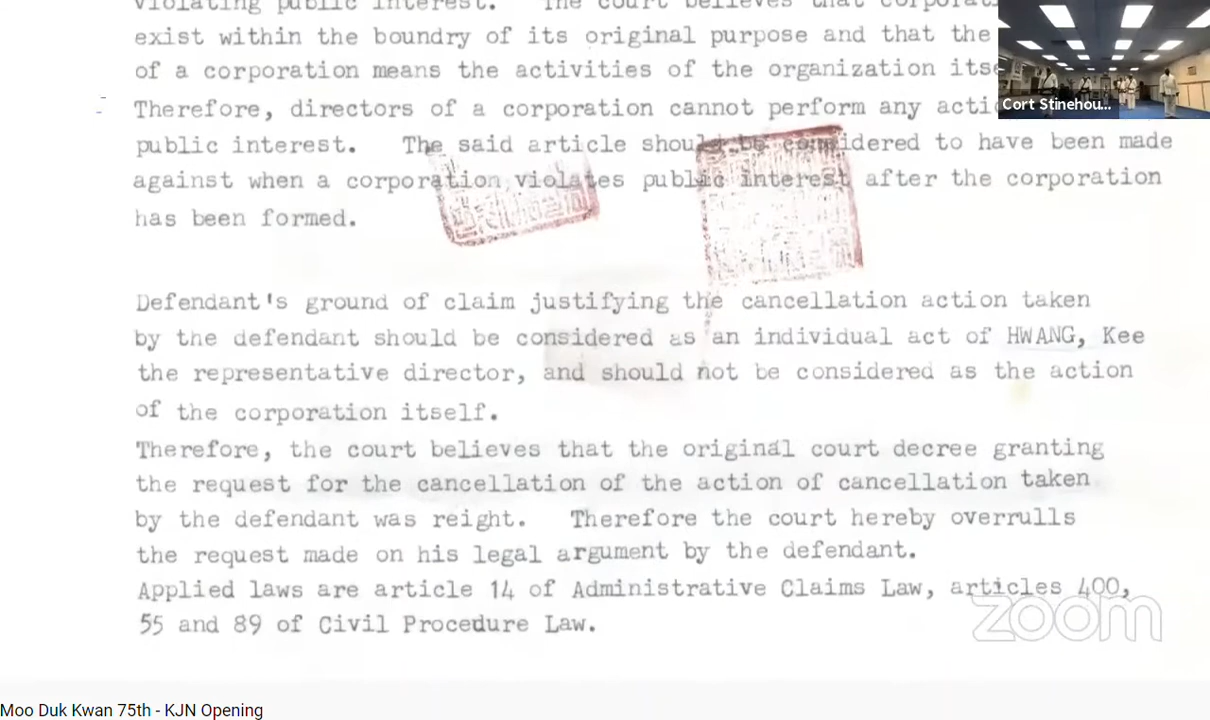 violating public interest. The court believes that corporati
exist within the boundry of its original purpose and that the
of a corporation means the activities of the organization itse
Therefore, directors of a corporation cannot perform any acti
public interest. The said article should be considered to have been made
against when a corporation violates public interest after the corporation
has been formed.
Defendant's ground of claim justifying the cancellation action taken
by the defendant should be considered as an individual act of HWANG, Kee
the representative director, and should not be considered as the action
of the corporation itself.
Therefore, the court believes that the original court decree granting
the request for the cancellation of the action of cancellation taken
by the defendant was reight. Therefore the court hereby overrulls
the request made on his legal argument by the defendant.
Applied laws are article 14 of Administrative Claims Law, articles 400,
55 and 89 of Civil Procedure Law.
Cort Stinehou...
zoom
Moo Duk Kwan 75th - KJN Opening